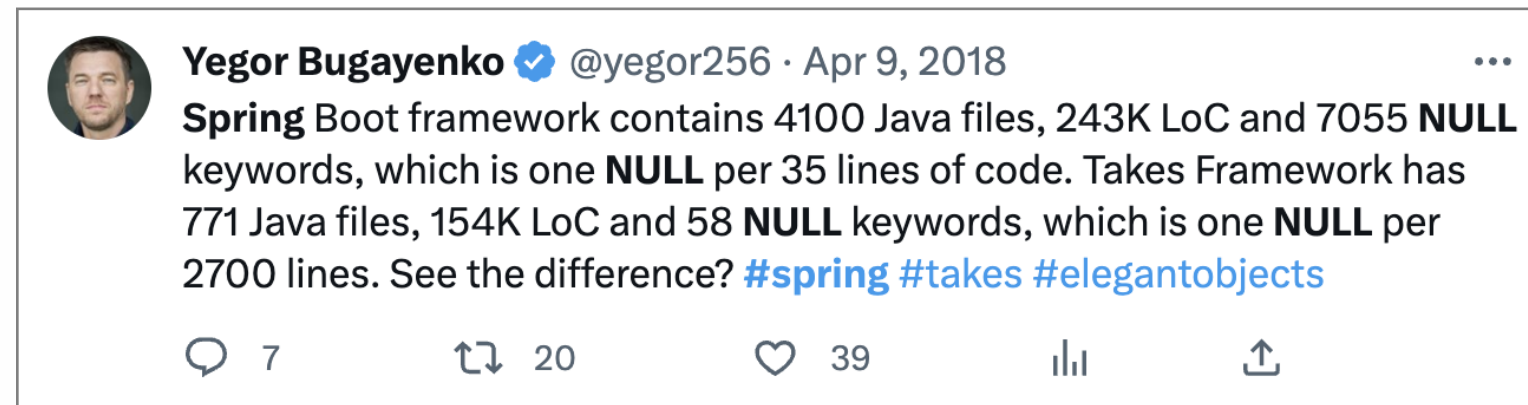 Yegor Bugayenko @yegor256 · Apr 9, 2018
Spring Boot framework contains 4100 Java files, 243K LoC and 7055 NULL
keywords, which is one NULL per 35 lines of code. Takes Framework has
771 Java files, 154K LoC and 58 NULL keywords, which is one NULL per
2700 lines. See the difference? #spring #takes #elegantobjects
7 20 39